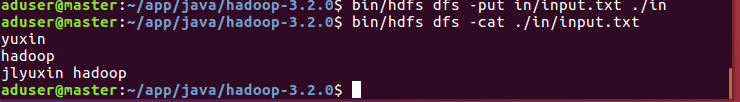 aduser@master:~/app/java/hadoop-3.2.0$ bin/hdfs dfs -put in/input.txt ./in
aduser@master:~/app/java/hadoop-3.2.0$ bin/hdfs dfs -cat ./in/input.txt
yuxin
hadoop
jlyuxin hadoop
aduser@master:~/app/java/hadoop-3.2.0$